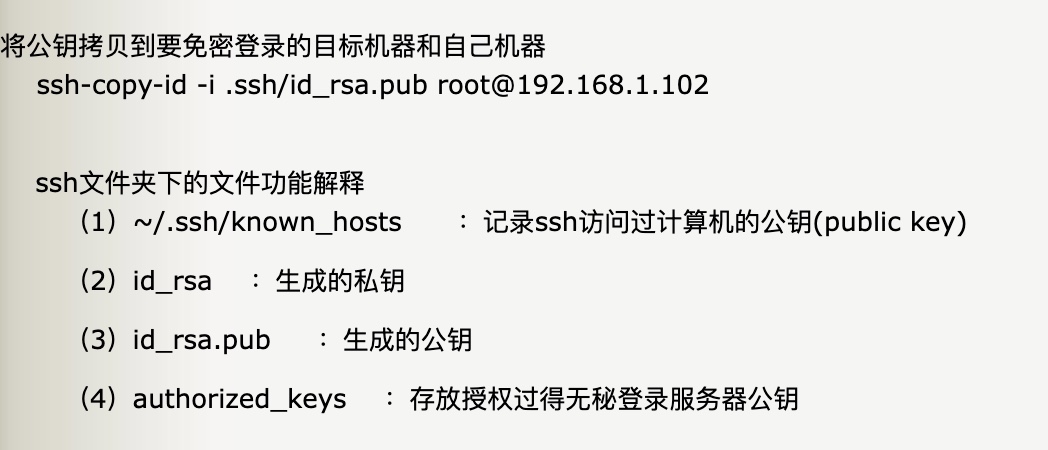 将公钥拷贝到要免密登录的目标机器和自己机器
ssh-copy-id -i .ssh/id_rsa.pub root@192.168.1.102
ssh文件夹下的文件功能解释
（1）~/.ssh/known_hosts ：记录ssh访问过计算机的公钥(public key)
（2）id_rsa ：生成的私钥
（3）id_rsa.pub ：生成的公钥
（4）authorized_keys ：存放授权过得无秘登录服务器公钥